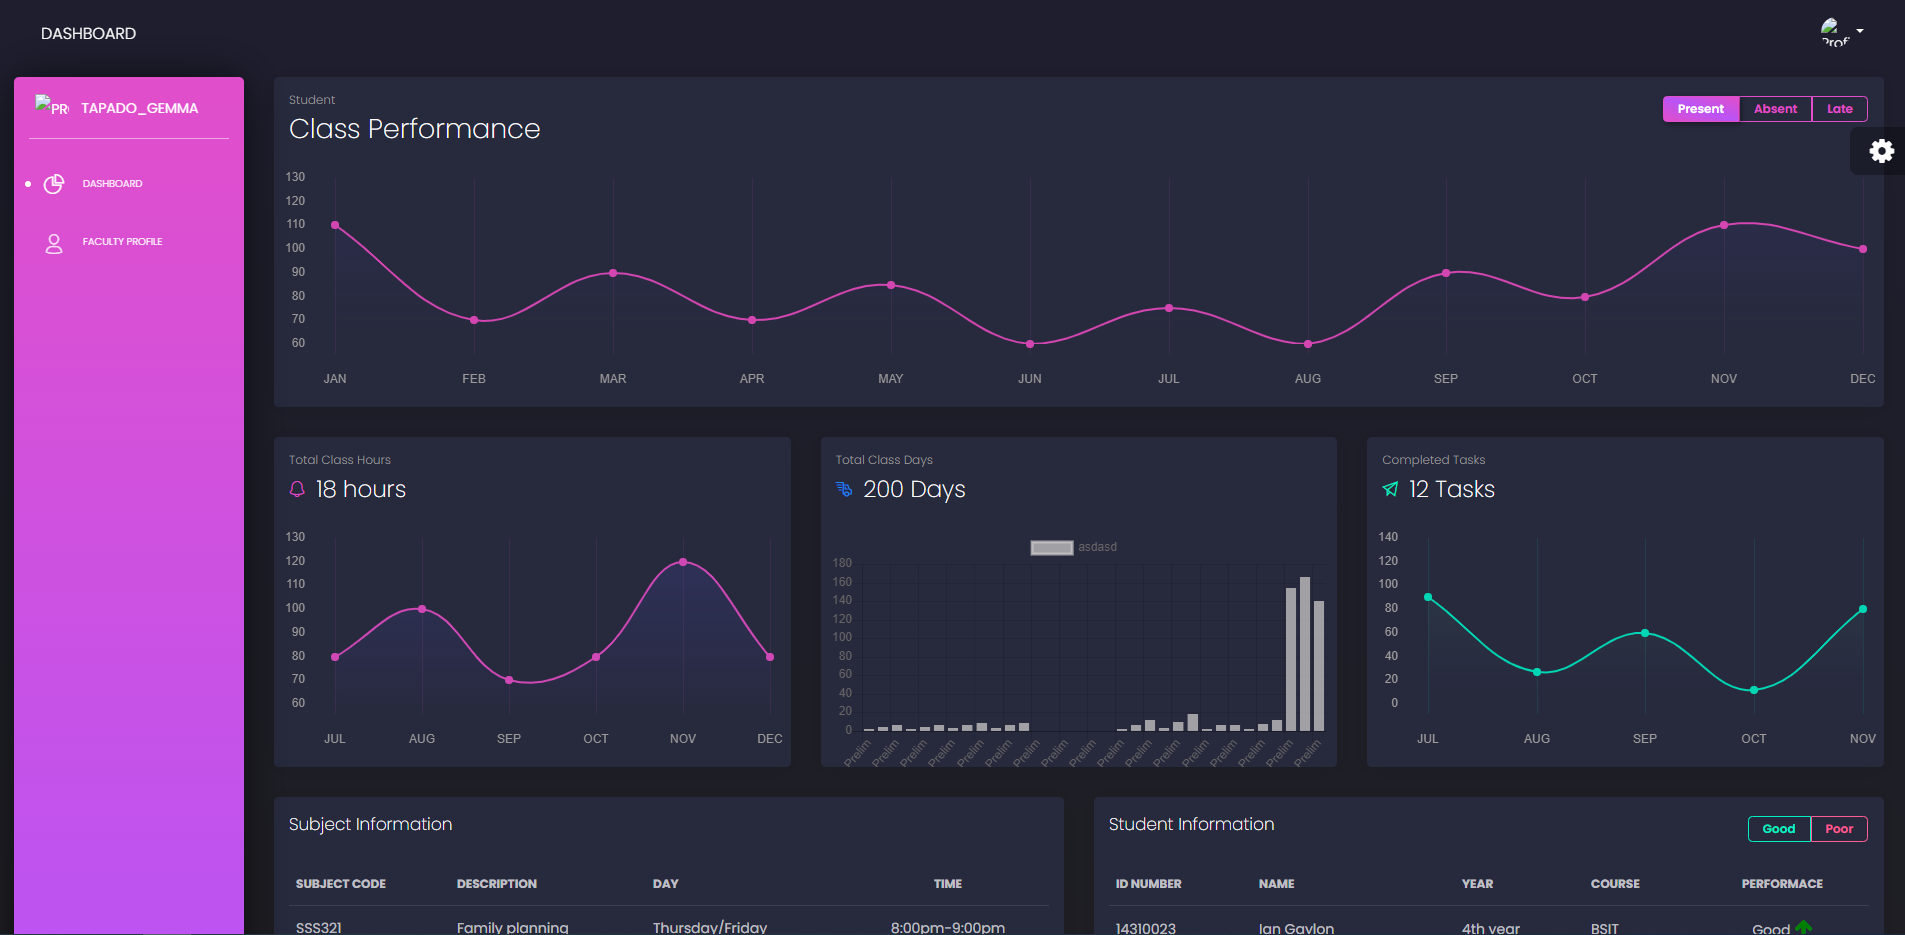 DASHBOARD
Prof
PR
TAPADO_GEMMA
DASHBOARD
FACULTY PROFILE
Student
Class Performance
Present Absent Late
130
120
110
100
90
80
70
60
JAN FEB MAR APR MAY JUN JUL AUG SEP OCT NOV DEC
Total Class Hours
18 hours
130
120
110
100
90
80
70
60
JUL AUG SEP OCT NOV DEC
Total Class Days
200 Days
asdasd
180
160
140
120
100
80
60
40
20
0
Prelim Prelim Prelim Prelim Prelim Prelim Prelim Prelim Prelim Prelim Prelim Prelim Prelim Prelim Prelim Prelim Prelim
Completed Tasks
12 Tasks
140
120
100
80
60
40
20
0
JUL AUG SEP OCT NOV
Subject Information
SUBJECT CODE DESCRIPTION DAY TIME
SSS321 Family planning Thursday/Friday 8:00pm-9:00pm
Student Information
Good Poor
ID NUMBER NAME YEAR COURSE PERFORMACE
14310023 Ian Gaylon 4th year BSIT Good